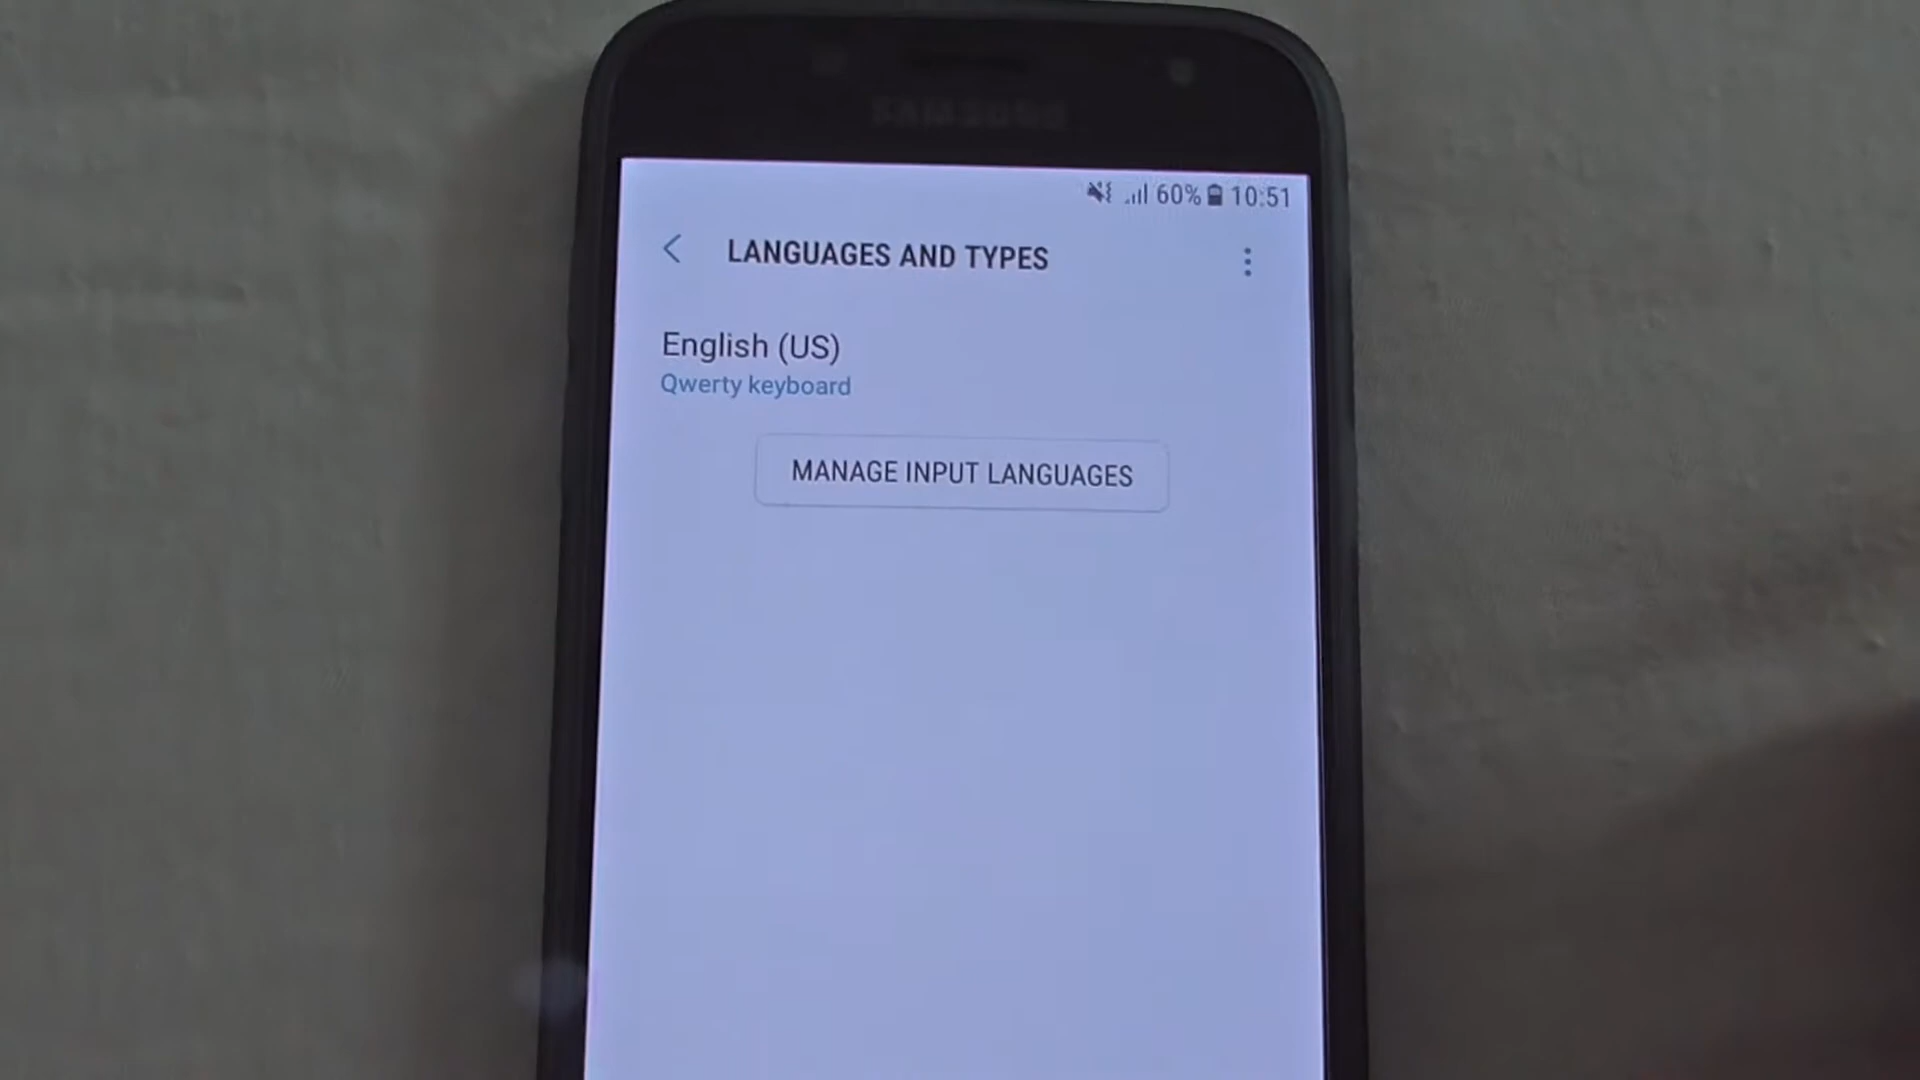 SAMSUNG
60% 10:51
LANGUAGES AND TYPES
English (US)
Qwerty keyboard
MANAGE INPUT LANGUAGES